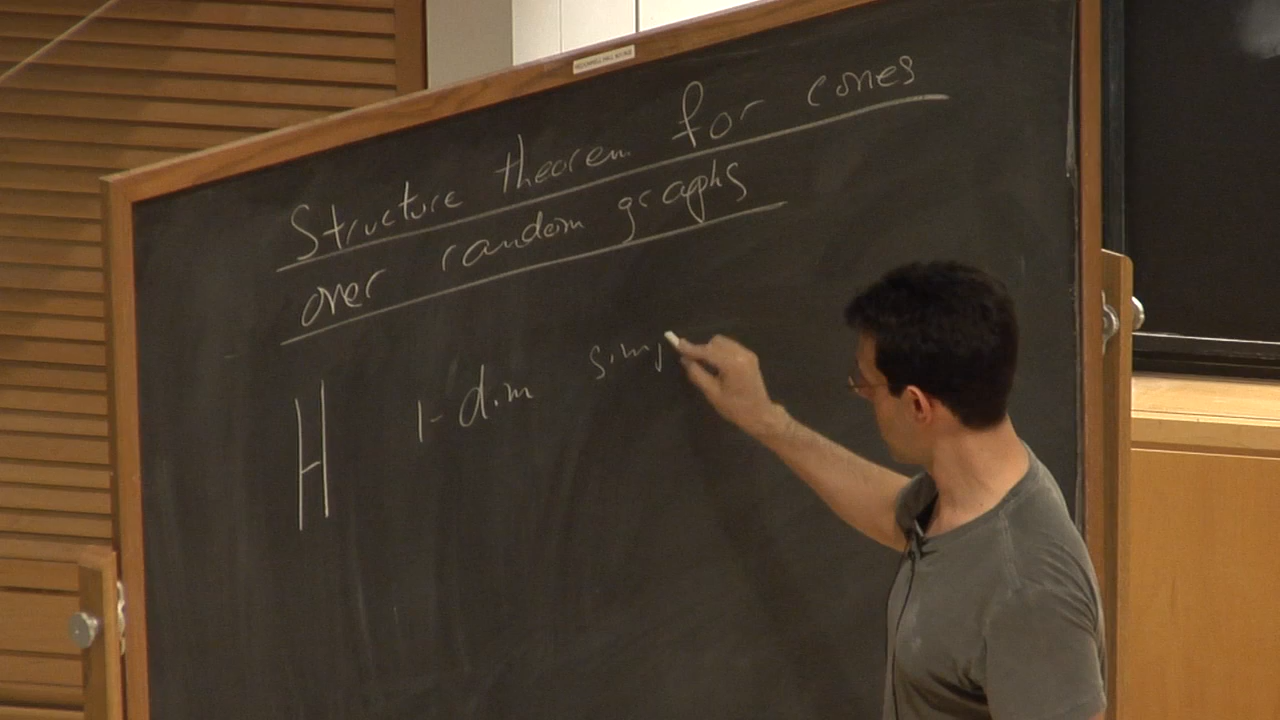 Structure theorem for cones
over random graphs
H 1-dim simp